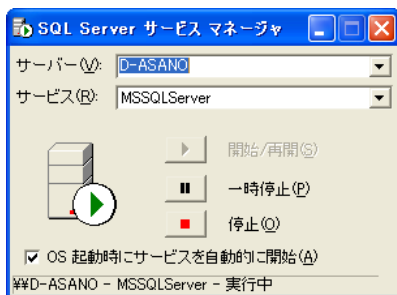 SQL Server サービス マネージャ
サーバー(V): D-ASANO
サービス(R): MSSQLServer
開始/再開(S)
一時停止(P)
停止(O)
OS 起動時にサービスを自動的に開始(A)
¥¥D-ASANO - MSSQLServer - 実行中